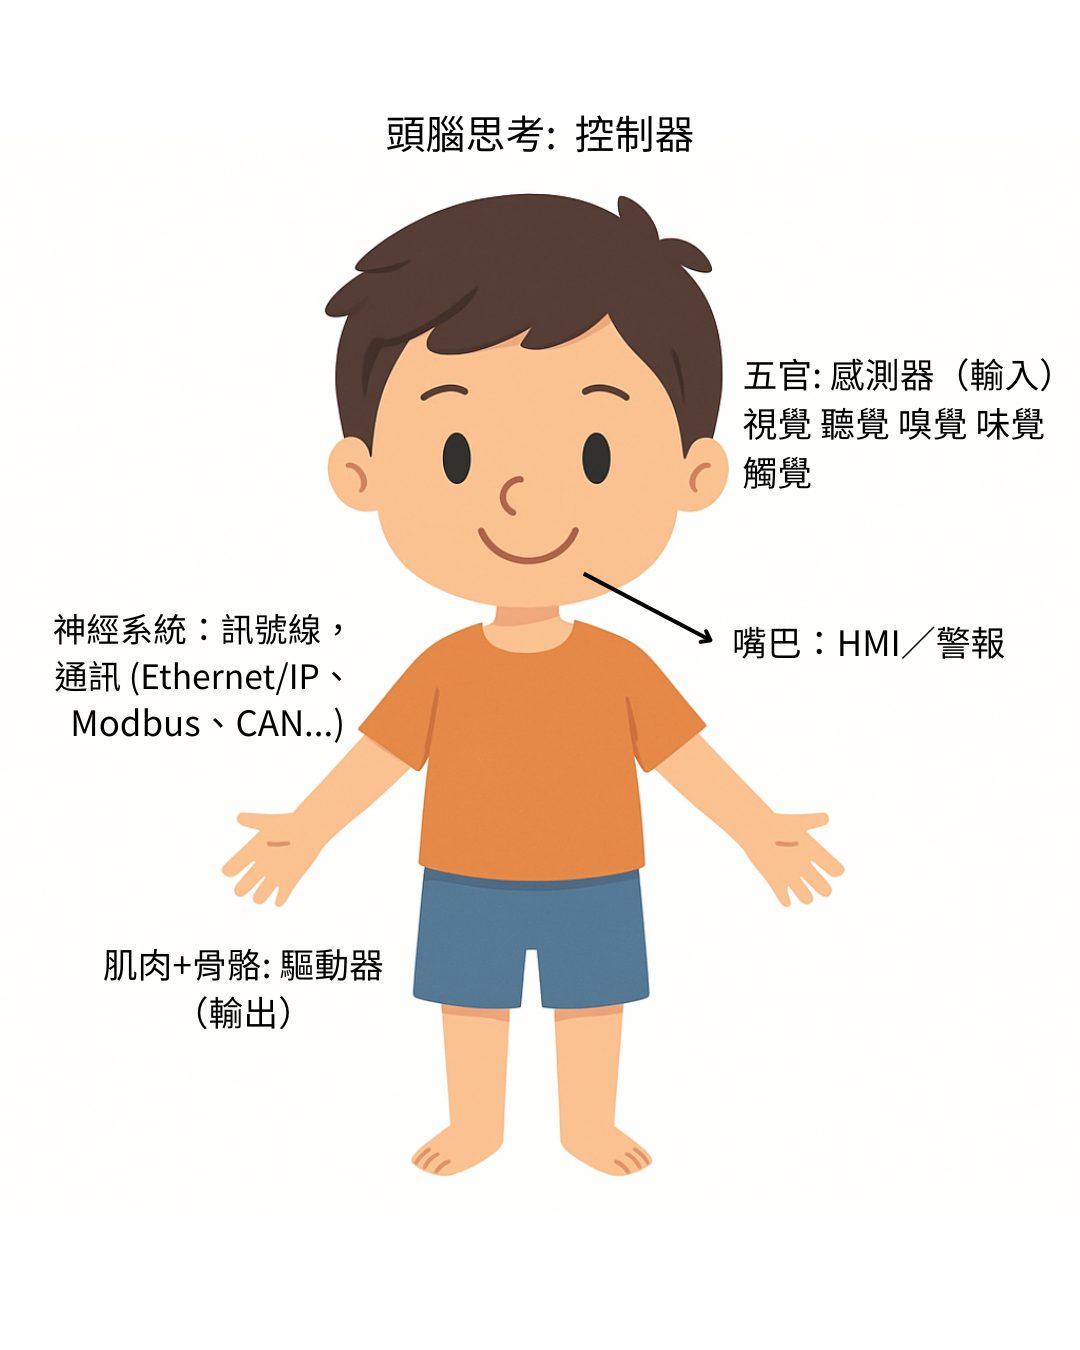 頭腦思考: 控制器
五官: 感測器（輸入）
視覺 聽覺 嗅覺 味覺
觸覺
神經系統：訊號線，
通訊 (Ethernet/IP、
Modbus、CAN...)
嘴巴：HMI／警報
肌肉+骨骼: 驅動器
（輸出）